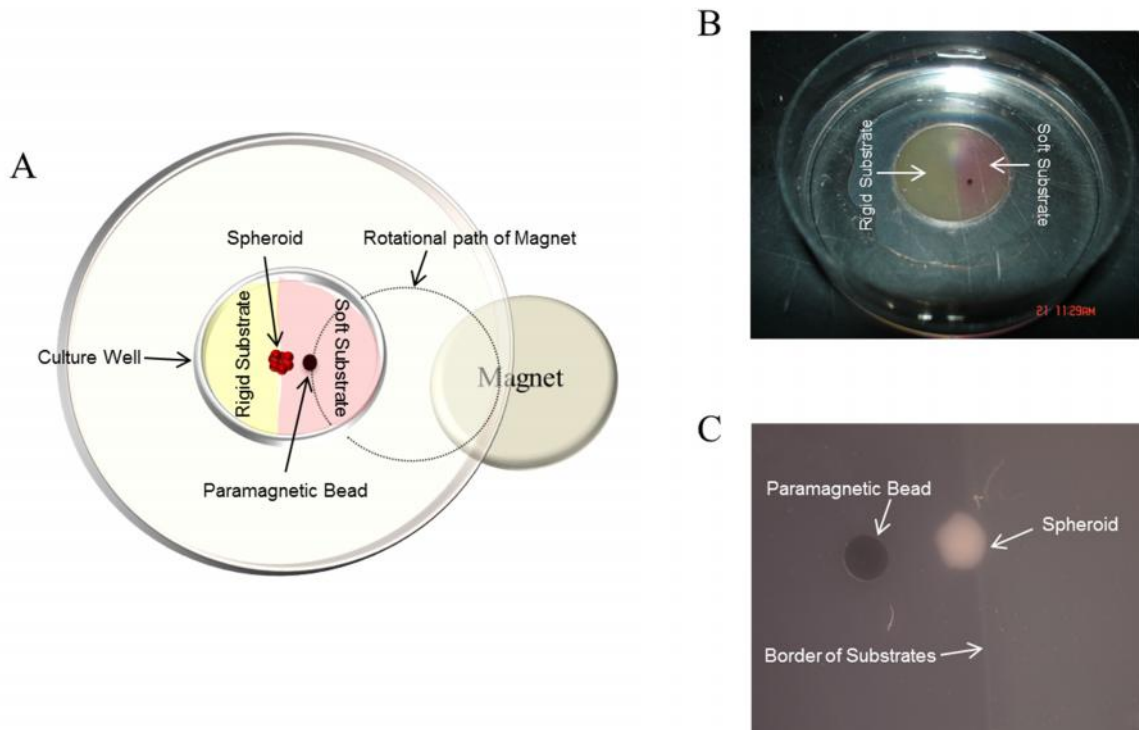 A
Spheroid
Rotational path of Magnet
Rigid Substrate
Soft Substrate
Culture Well
Magnet
Paramagnetic Bead
B
Rigid Substrate
Soft Substrate
21 11:29AM
C
Paramagnetic Bead
Spheroid
Border of Substrates